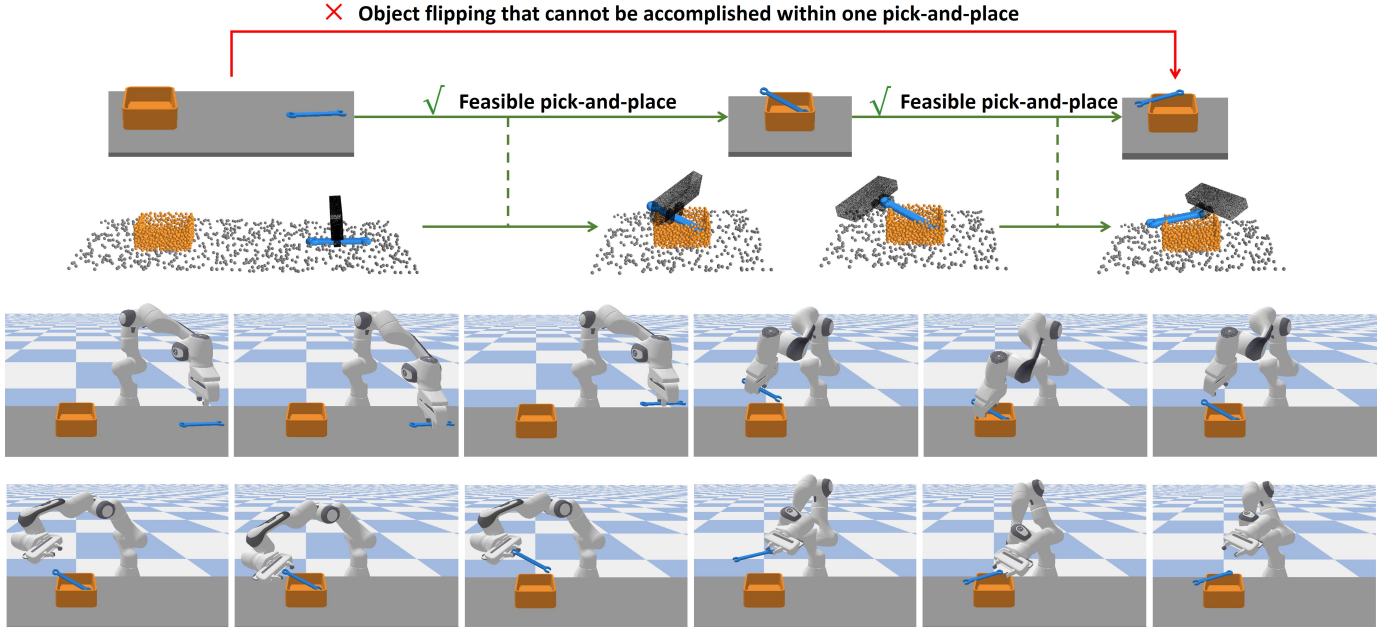 × Object flipping that cannot be accomplished within one pick-and-place
√ Feasible pick-and-place
√ Feasible pick-and-place